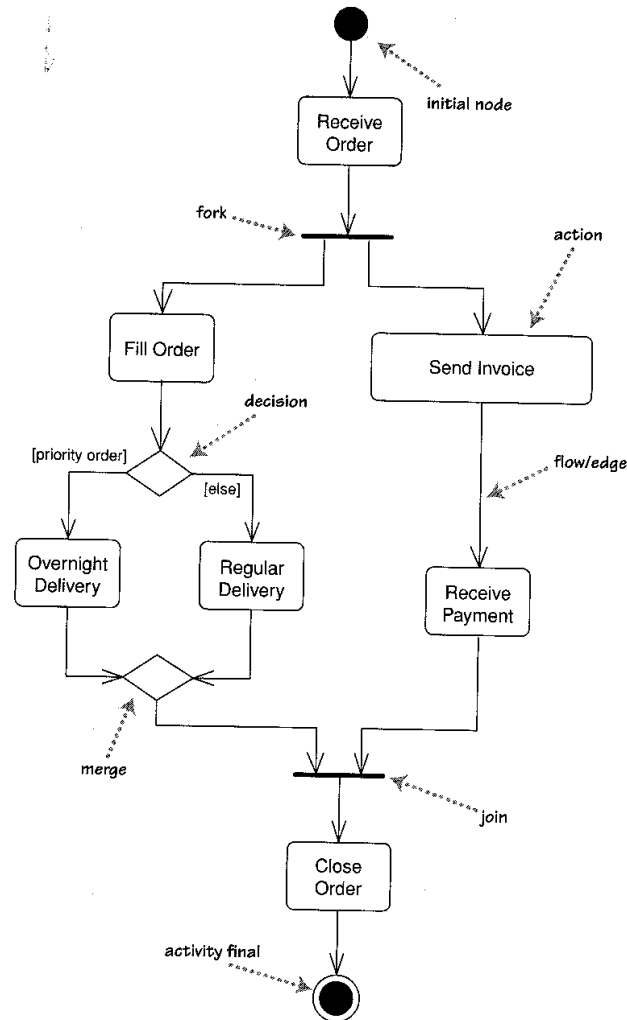 initial node
Receive
Order
fork
action
Fill Order
Send Invoice
decision
[priority order]
[else]
flow/edge
Overnight
Delivery
Regular
Delivery
Receive
Payment
merge
join
Close
Order
activity final